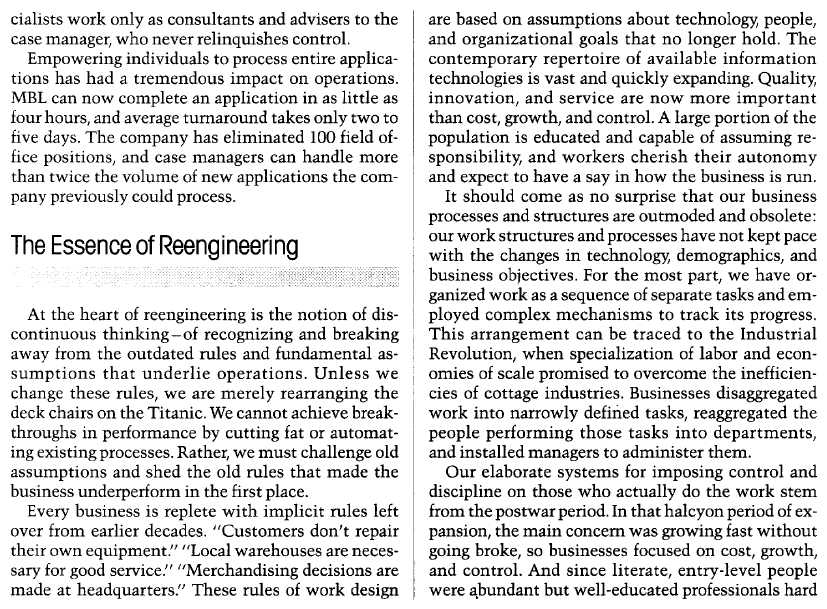 cialists work only as consultants and advisers to the
case manager, who never relinquishes control.
Empowering individuals to process entire applica-
tions has had a tremendous impact on operations.
MBL can now complete an application in as little as
four hours, and average turnaround takes only two to
five days. The company has eliminated 100 field of-
fice positions, and case managers can handle more
than twice the volume of new applications the com-
pany previously could process.
The Essence of Reengineering
At the heart of reengineering is the notion of dis-
continuous thinking–of recognizing and breaking
away from the outdated rules and fundamental as-
sumptions that underlie operations. Unless we
change these rules, we are merely rearranging the
deck chairs on the Titanic. We cannot achieve break-
throughs in performance by cutting fat or automat-
ing existing processes. Rather, we must challenge old
assumptions and shed the old rules that made the
business underperform in the first place.
Every business is replete with implicit rules left
over from earlier decades. "Customers don't repair
their own equipment." "Local warehouses are neces-
sary for good service." "Merchandising decisions are
made at headquarters." These rules of work design
are based on assumptions about technology, people,
and organizational goals that no longer hold. The
contemporary repertoire of available information
technologies is vast and quickly expanding. Quality,
innovation, and service are now more important
than cost, growth, and control. A large portion of the
population is educated and capable of assuming re-
sponsibility, and workers cherish their autonomy
and expect to have a say in how the business is run.
It should come as no surprise that our business
processes and structures are outmoded and obsolete:
our work structures and processes have not kept pace
with the changes in technology, demographics, and
business objectives. For the most part, we have or-
ganized work as a sequence of separate tasks and em-
ployed complex mechanisms to track its progress.
This arrangement can be traced to the Industrial
Revolution, when specialization of labor and econ-
omies of scale promised to overcome the inefficien-
cies of cottage industries. Businesses disaggregated
work into narrowly defined tasks, reaggregated the
people performing those tasks into departments,
and installed managers to administer them.
Our elaborate systems for imposing control and
discipline on those who actually do the work stem
from the postwar period. In that halcyon period of ex-
pansion, the main concern was growing fast without
going broke, so businesses focused on cost, growth,
and control. And since literate, entry-level people
were abundant but well-educated professionals hard